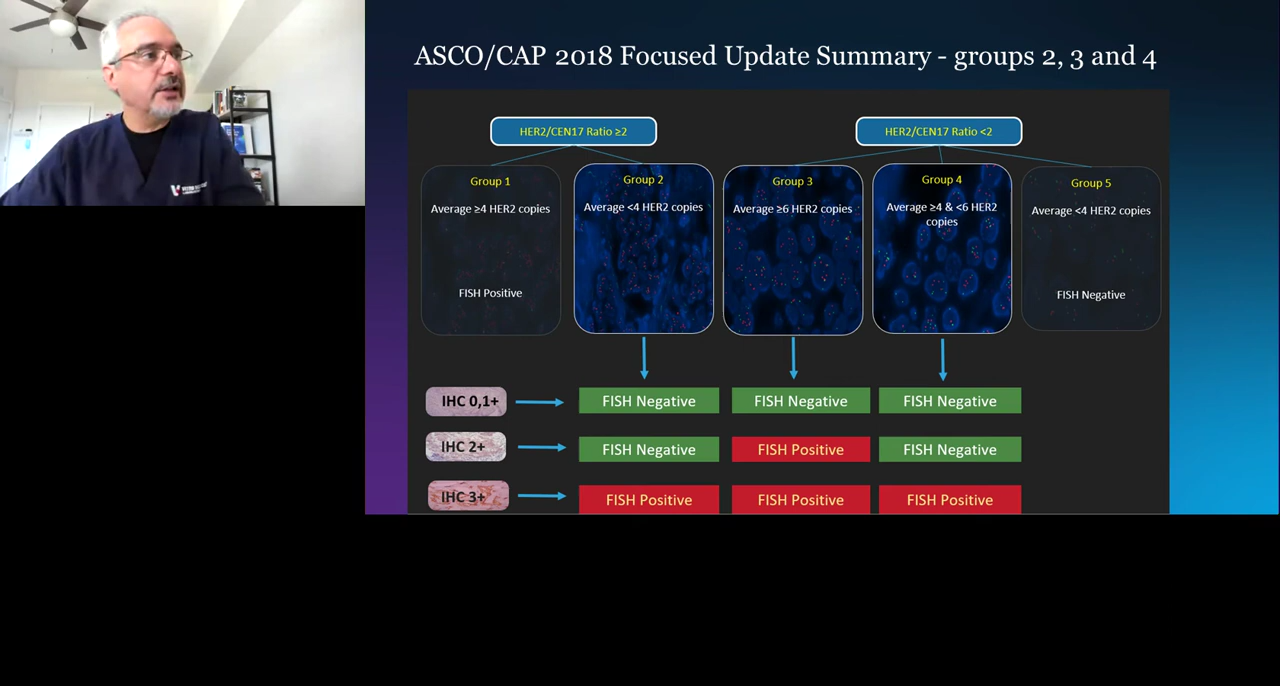 ASCO/CAP 2018 Focused Update Summary - groups 2, 3 and 4
HER2/CEN17 Ratio ≥2
HER2/CEN17 Ratio <2
Group 1
Average ≥4 HER2 copies
FISH Positive
Group 2
Average <4 HER2 copies
Group 3
Average ≥6 HER2 copies
Group 4
Average ≥4 & <6 HER2
copies
Group 5
Average <4 HER2 copies
FISH Negative
IHC 0,1+
FISH Negative
FISH Negative
FISH Negative
IHC 2+
FISH Negative
FISH Positive
FISH Negative
IHC 3+
FISH Positive
FISH Positive
FISH Positive